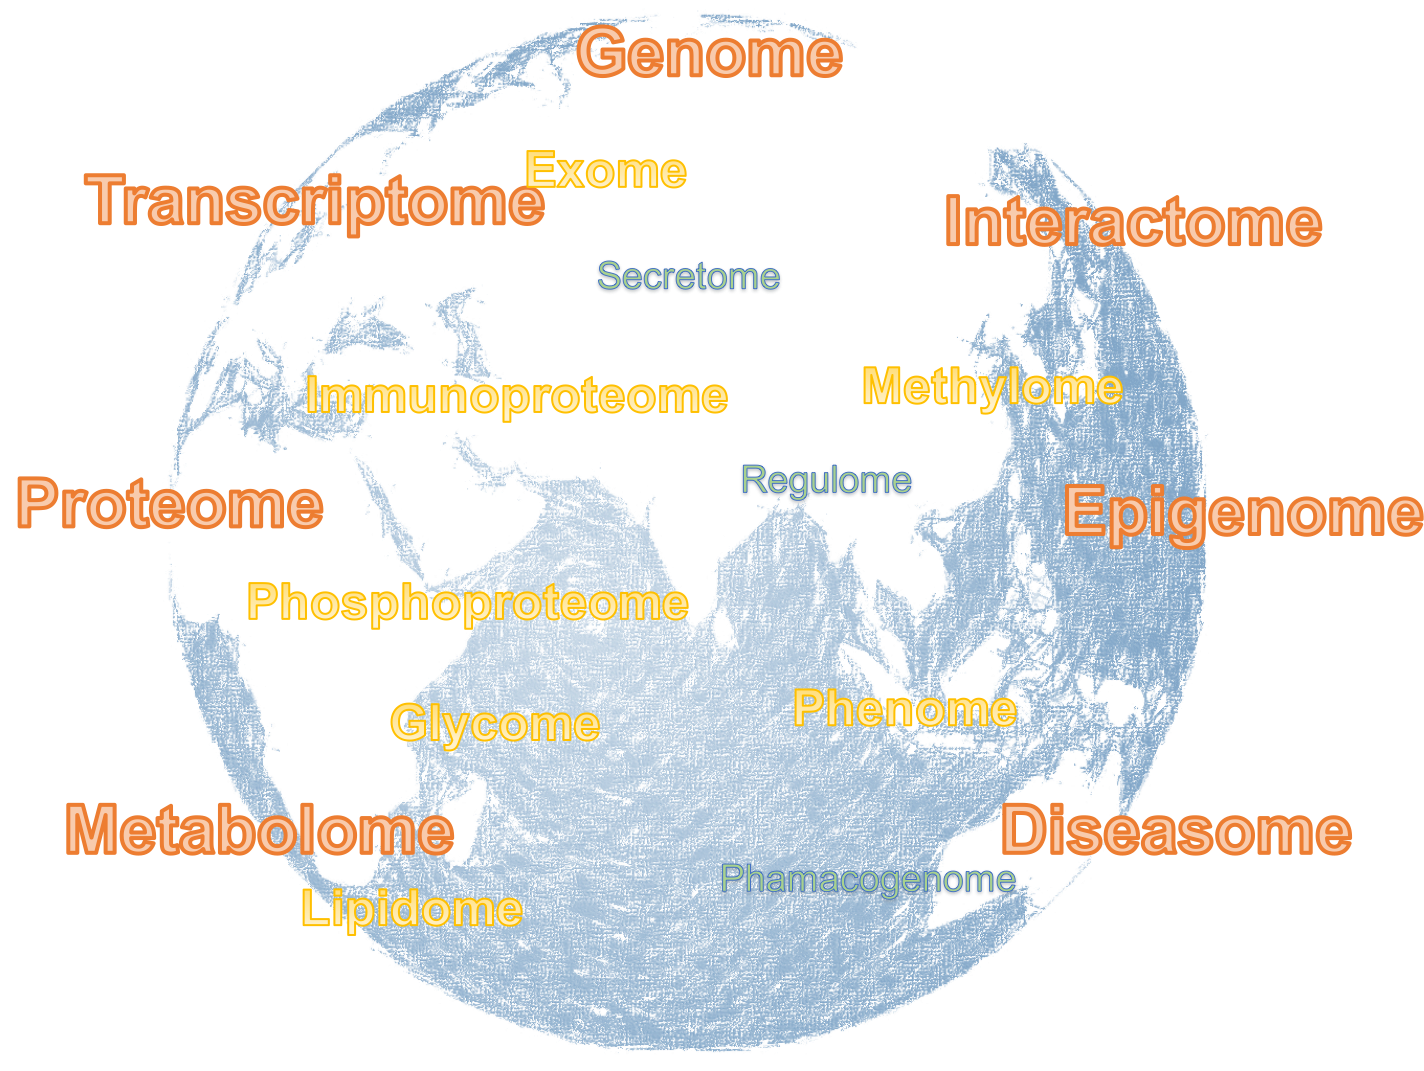 Genome
Exome
Transcriptome
Interactome
Secretome
Immunoproteome
Methylome
Regulome
Proteome
Epigenome
Phosphoproteome
Glycome
Phenome
Metabolome
Diseasome
Phamacogenome
Lipidome